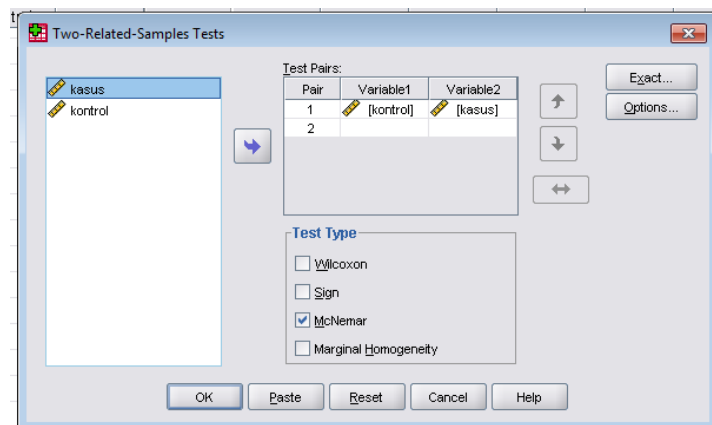 Two-Related-Samples Tests
kasus
kontrol
Test Pairs:
Pair Variable1 Variable2
1 [kontrol] [kasus]
2
Exact...
Options...
Test Type
Wilcoxon
Sign
McNemar
Marginal Homogeneity
OK Paste Reset Cancel Help